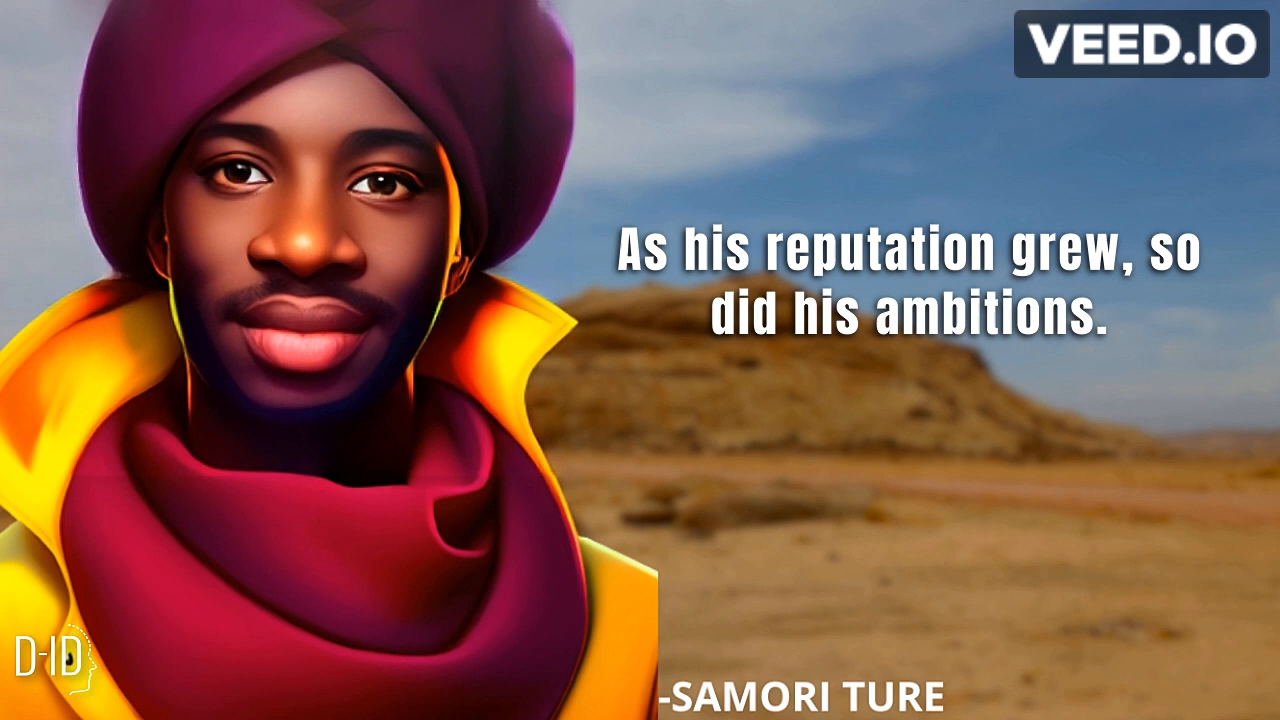 VEED.IO
As his reputation grew, so
did his ambitions.
D-ID
-SAMORI TURE